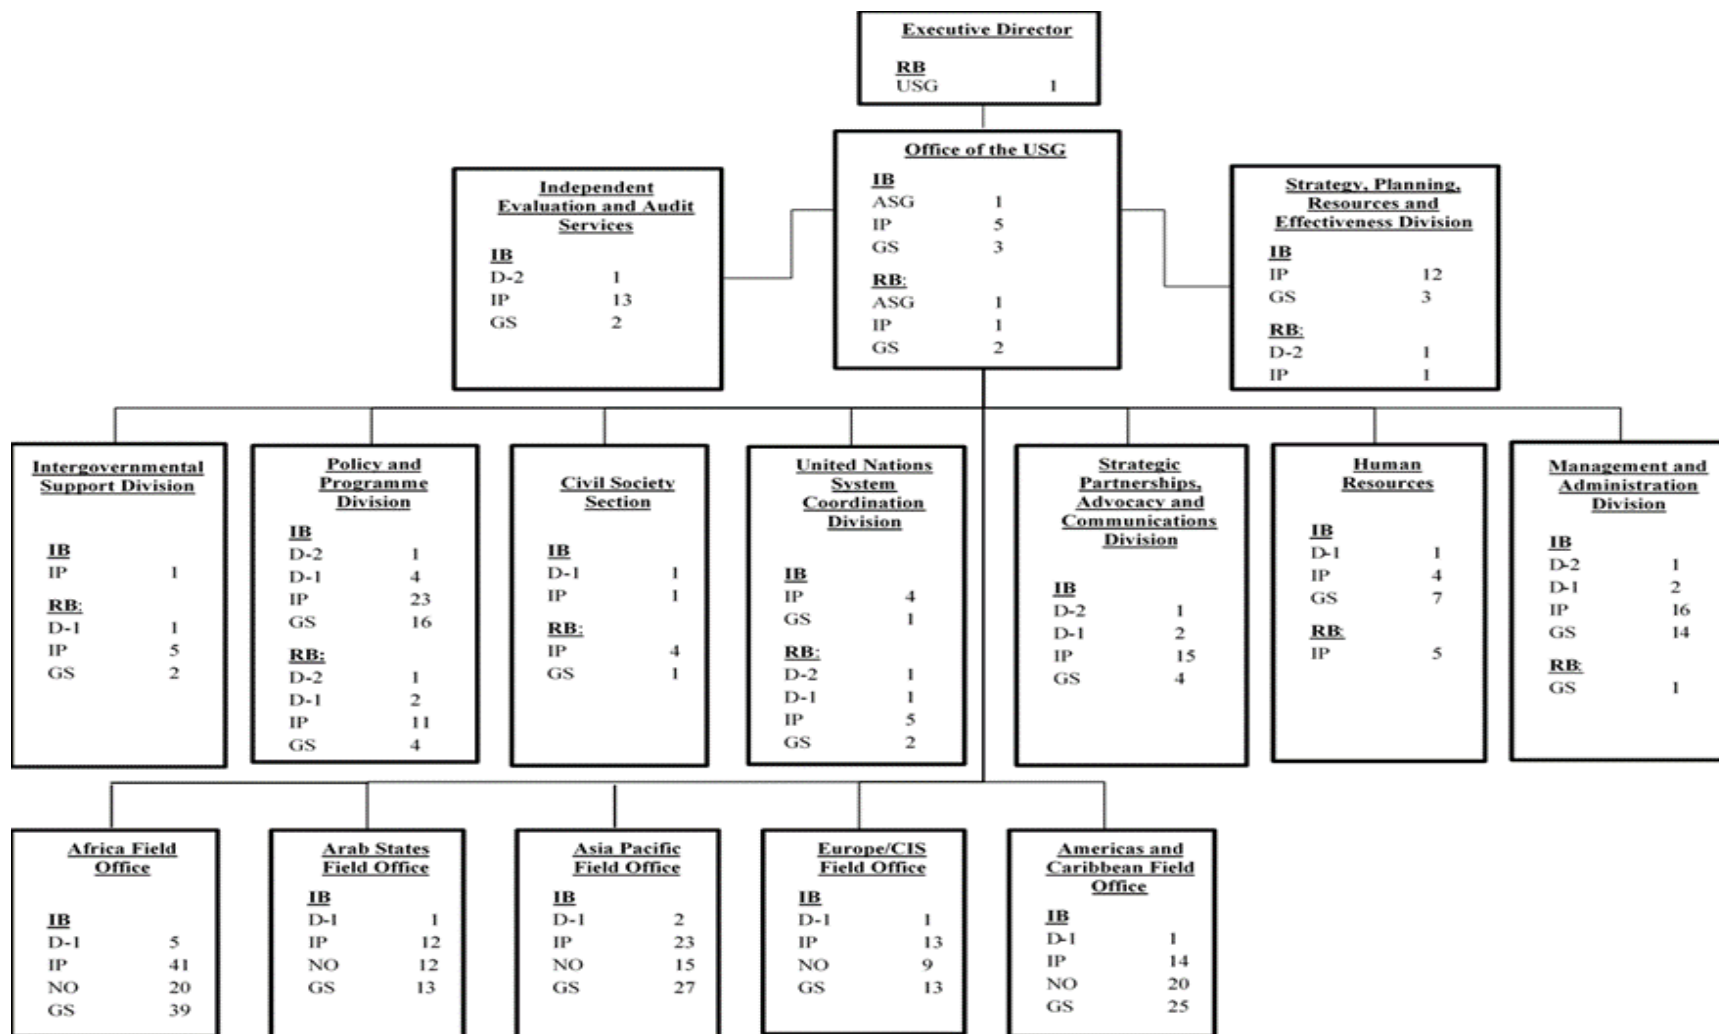 Executive Director
RB
USG 1
Office of the USG
IB
ASG 1
IP 5
GS 3
RB:
ASG 1
IP 1
GS 2
Independent
Evaluation and Audit
Services
IB
D-2 1
IP 13
GS 2
Strategy, Planning,
Resources and
Effectiveness Division
IB
IP 12
GS 3
RB:
D-2 1
IP 1
Intergovernmental
Support Division
IB
IP 1
RB:
D-1 1
IP 5
GS 2
Policy and
Programme
Division
IB
D-2 1
D-1 4
IP 23
GS 16
RB:
D-2 1
D-1 2
IP 11
GS 4
Civil Society
Section
IB
D-1 1
IP 1
RB:
IP 4
GS 1
United Nations
System
Coordination
Division
IB
IP 4
GS 1
RB:
D-2 1
D-1 1
IP 5
GS 2
Strategic
Partnerships,
Advocacy and
Communications
Division
IB
D-2 1
D-1 2
IP 15
GS 4
Human
Resources
IB
D-1 1
IP 4
GS 7
RB:
IP 5
Management and
Administration
Division
IB
D-2 1
D-1 2
IP 16
GS 14
RB:
GS 1
Africa Field
Office
IB
D-1 5
IP 41
NO 20
GS 39
Arab States
Field Office
IB
D-1 1
IP 12
NO 12
GS 13
Asia Pacific
Field Office
IB
D-1 2
IP 23
NO 15
GS 27
Europe/CIS
Field Office
IB
D-1 1
IP 13
NO 9
GS 13
Americas and
Caribbean Field
Office
IB
D-1 1
IP 14
NO 20
GS 25